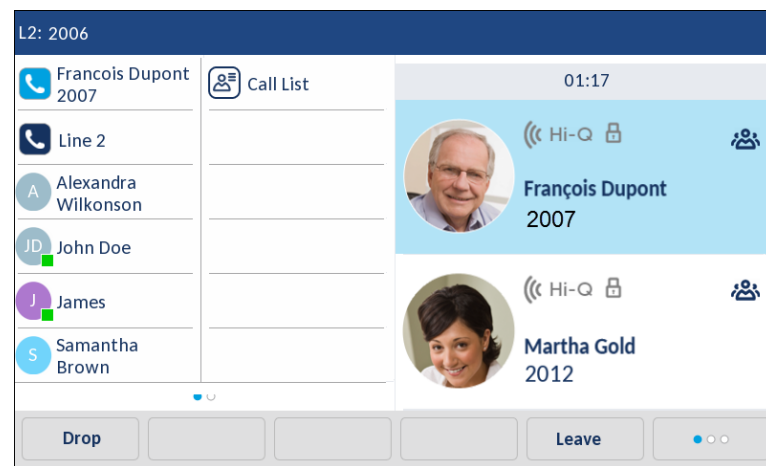 L2: 2006
Francois Dupont
2007
Line 2
A
Alexandra
Wilkonson
JD
John Doe
J
James
S
Samantha
Brown
Call List
01:17
Hi-Q
François Dupont
2007
Hi-Q
Martha Gold
2012
Drop
Leave